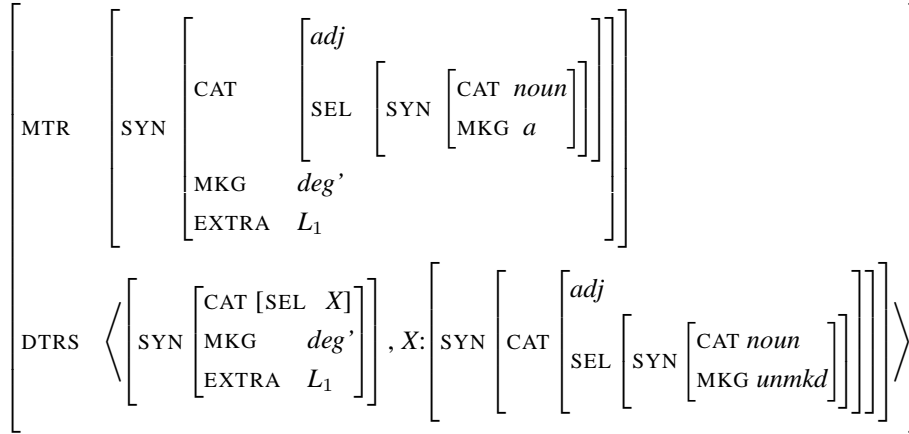 adj
CAT noun
CAT
SEL [SYN
MKG a
MTR
SYN
MKG deg’
EXTRA L₁
adj
CAT [SEL X]
CAT noun
DTRS ⟨ SYN MKG deg’ , X: SYN CAT
SEL SYN
MKG unmkd
EXTRA L₁